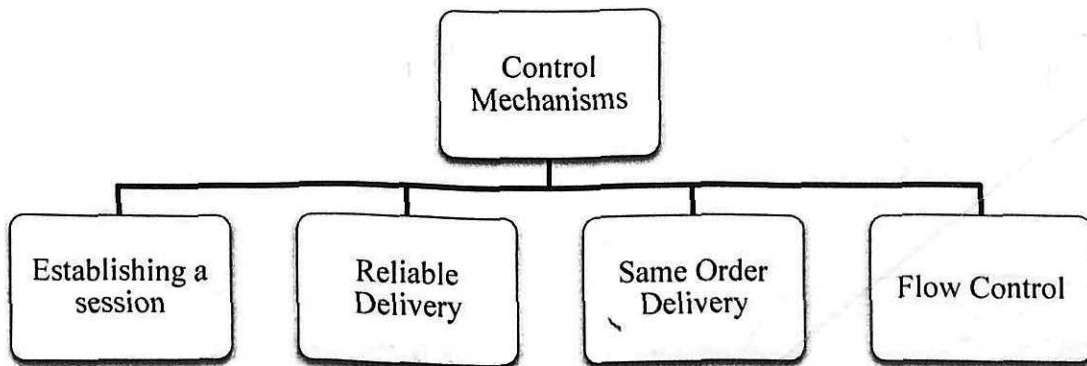 Control
Mechanisms
Establishing a
session
Reliable
Delivery
Same Order
Delivery
Flow Control